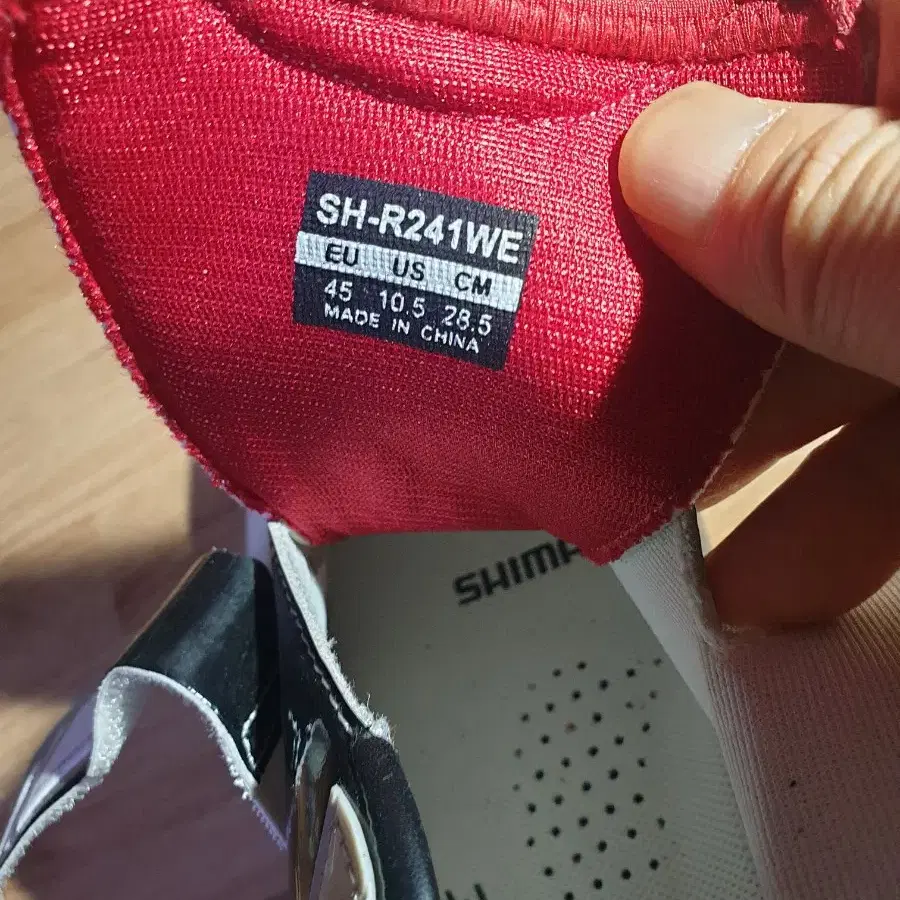 SH-R241WE
EU US CM
45 10.5 28.5
MADE IN CHINA